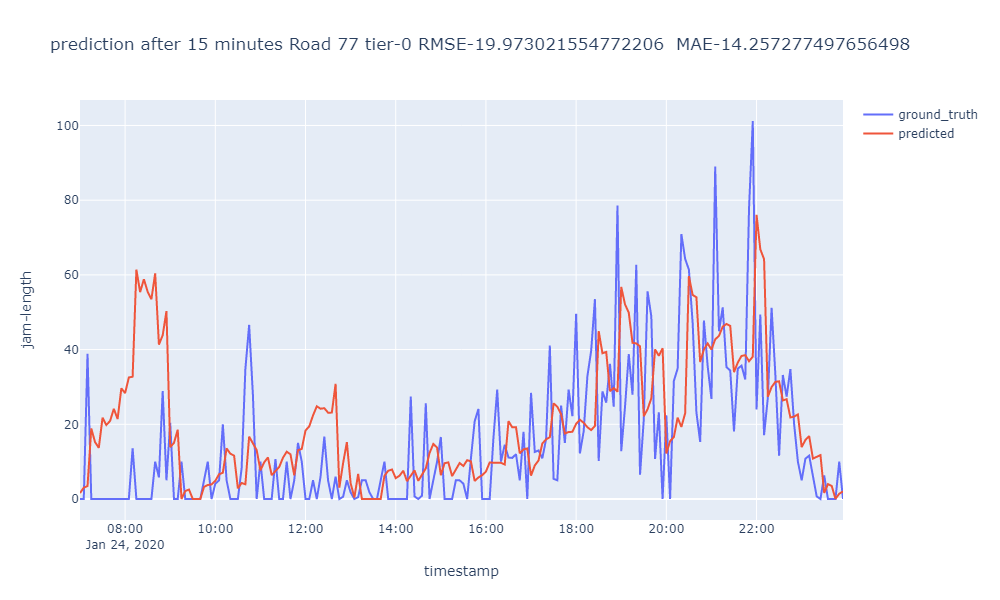 prediction after 15 minutes Road 77 tier-0 RMSE-19.973021554772206  MAE-14.257277497656498
ground_truth
predicted
100
80
60
40
20
0
jam-length
08:00 10:00 12:00 14:00 16:00 18:00 20:00 22:00
Jan 24, 2020
timestamp